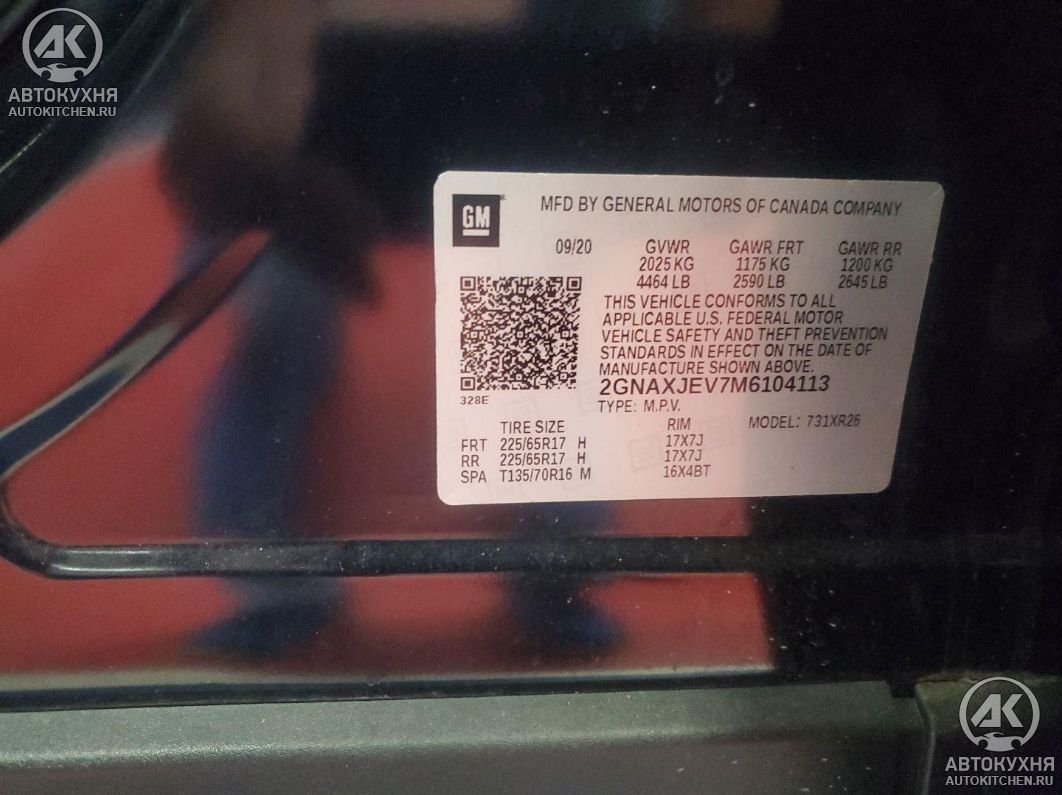 AK
АВТОКУХНЯ
AUTOKITCHEN.RU
GM
MFD BY GENERAL MOTORS OF CANADA COMPANY
09/20 GVWR GAWR FRT GAWR RR
2025 KG 1175 KG 1200 KG
4464 LB 2590 LB 2645 LB
THIS VEHICLE CONFORMS TO ALL
APPLICABLE U.S. FEDERAL MOTOR
VEHICLE SAFETY AND THEFT PREVENTION
STANDARDS IN EFFECT ON THE DATE OF
MANUFACTURE SHOWN ABOVE.
2GNAXJEV7M6104113
328E
TYPE: M.P.V.
TIRE SIZE RIM MODEL: 731XR26
FRT 225/65R17 H 17X7J
RR 225/65R17 H 17X7J
SPA T135/70R16 M 16X4BT
AK
АВТОКУХНЯ
AUTOKITCHEN.RU